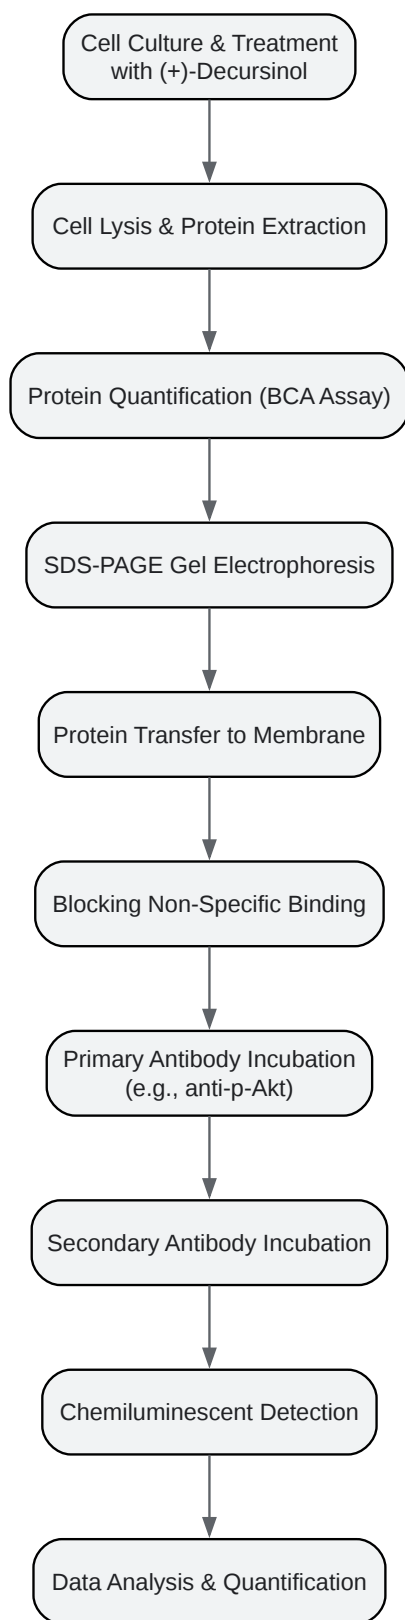 Cell Culture & Treatment
with (+)-Decursinol
Cell Lysis & Protein Extraction
Protein Quantification (BCA Assay)
SDS-PAGE Gel Electrophoresis
Protein Transfer to Membrane
Blocking Non-Specific Binding
Primary Antibody Incubation
(e.g., anti-p-Akt)
Secondary Antibody Incubation
Chemiluminescent Detection
Data Analysis & Quantification